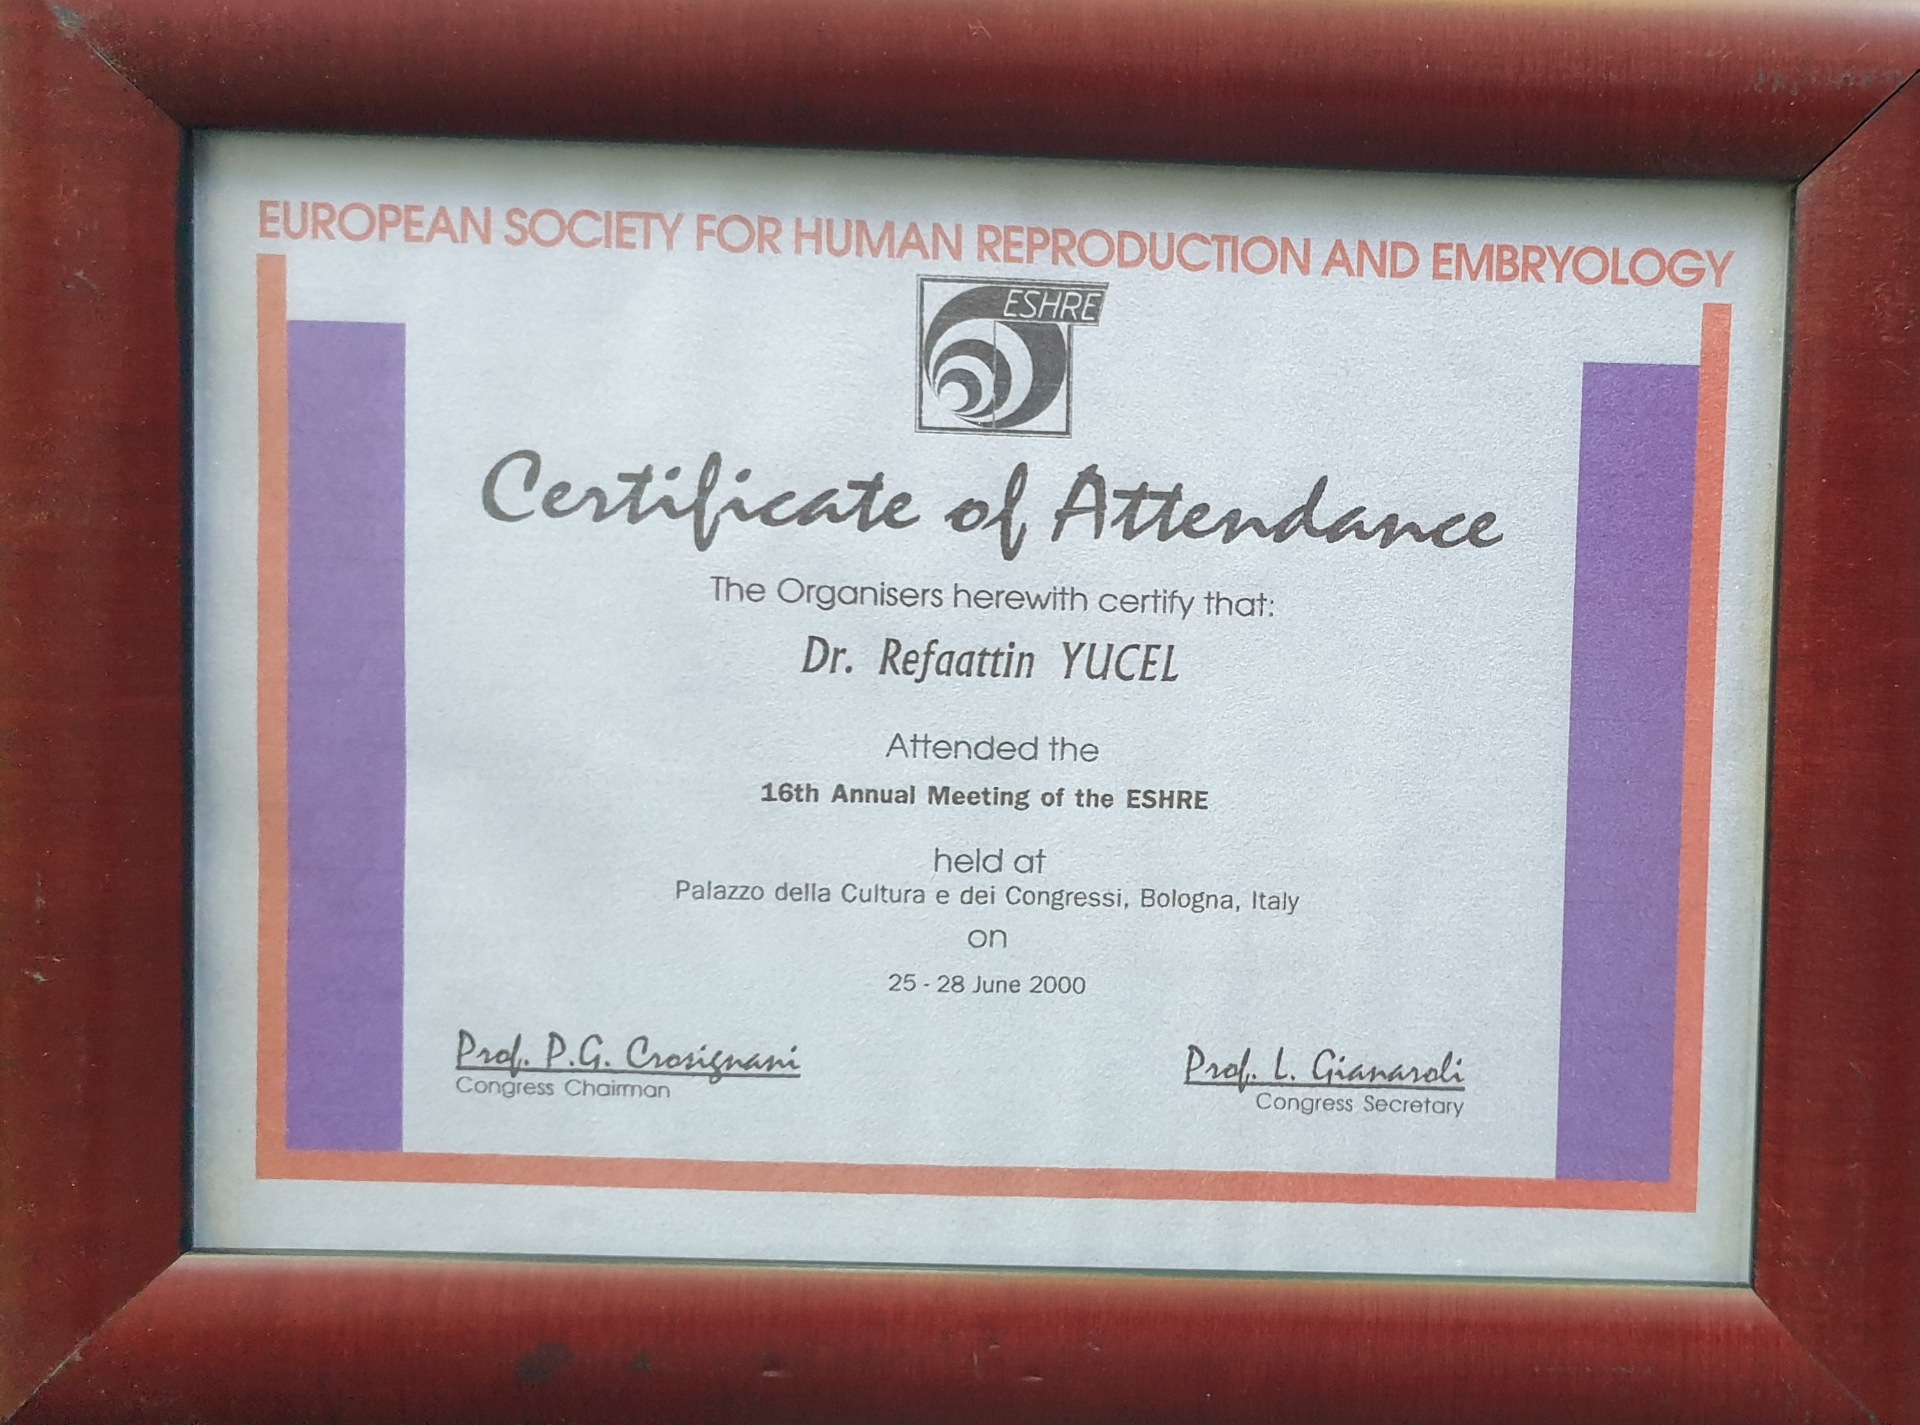 EUROPEAN SOCIETY FOR HUMAN REPRODUCTION AND EMBRYOLOGY
ESHRE
Certificate of Attendance
The Organisers herewith certify that:
Dr. Refaattin YUCEL
Attended the
16th Annual Meeting of the ESHRE
held at
Palazzo della Cultura e dei Congressi, Bologna, Italy
on
25 - 28 June 2000
Prof. P.G. Crosignani
Congress Chairman
Prof. L. Gianaroli
Congress Secretary